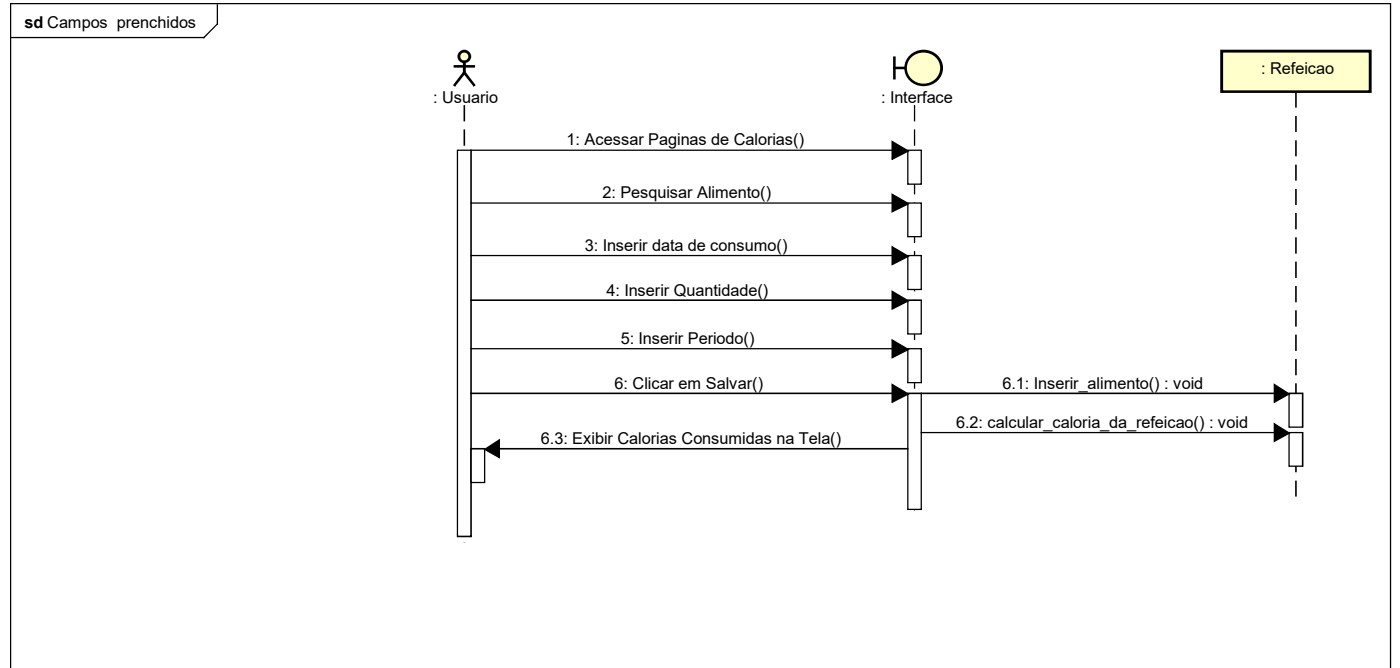 sd Campos prenchidos
: Usuario
: Interface
: Refeicao
1: Acessar Paginas de Calorias()
2: Pesquisar Alimento()
3: Inserir data de consumo()
4: Inserir Quantidade()
5: Inserir Periodo()
6: Clicar em Salvar()
6.1: Inserir_alimento() : void
6.2: calcular_caloria_da_refeicao() : void
6.3: Exibir Calorias Consumidas na Tela()